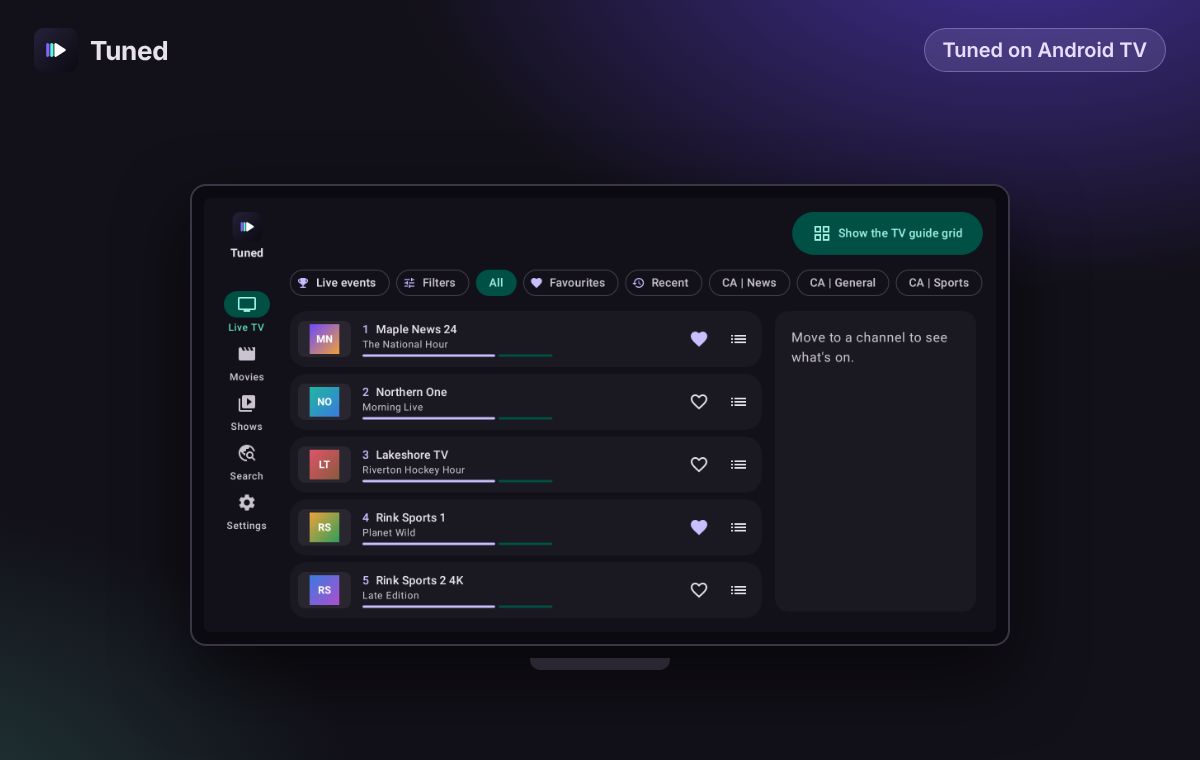 Tuned
Tuned on Android TV
Tuned
Show the TV guide grid
Live events
Filters
All
Favourites
Recent
CA | News
CA | General
CA | Sports
Live TV
Movies
Shows
Search
Settings
MN
1 Maple News 24
The National Hour
NO
2 Northern One
Morning Live
LT
3 Lakeshore TV
Riverton Hockey Hour
RS
4 Rink Sports 1
Planet Wild
RS
5 Rink Sports 2 4K
Late Edition
Move to a channel to see
what's on.